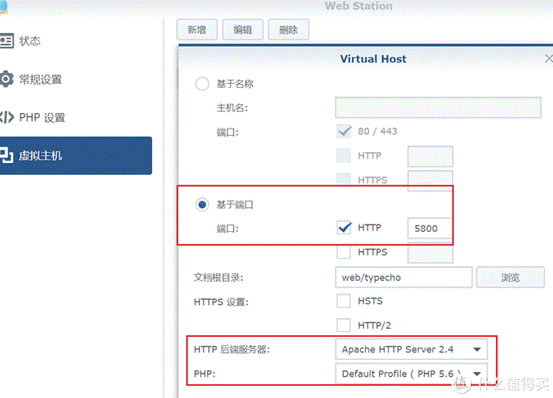 Web Station
状态
常规设置
PHP 设置
虚拟主机
新增 编辑 删除
Virtual Host
基于名称
主机名:
端口: 80 / 443
HTTP
HTTPS
基于端口
端口: HTTP 5800
HTTPS
文档根目录: web/typecho 浏览
HTTPS 设置: HSTS
HTTP/2
HTTP 后端服务器: Apache HTTP Server 2.4
PHP: Default Profile ( PHP 5.6 )
值 什么值得买